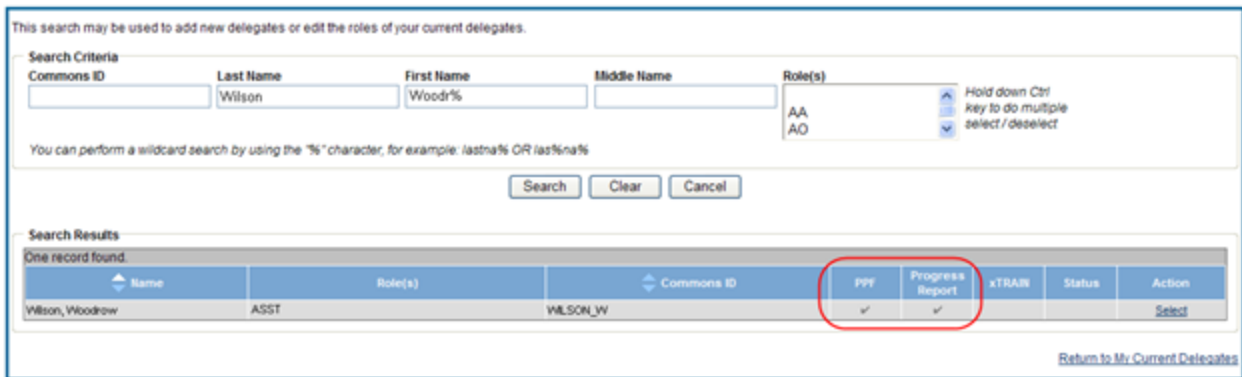 This search may be used to add new delegates or edit the roles of your current delegates.
Search Criteria
Commons ID Last Name First Name Middle Name Role(s)
Wilson Woodr% AA AO
Hold down Ctrl
key to do multiple
select / deselect
You can perform a wildcard search by using the "%" character, for example: lastna% OR las%na%
Search Clear Cancel
Search Results
One record found.
Name Role(s) Commons ID PPF Progress Report xTRAIN Status Action
Wilson, Woodrow ASST WILSON_W ✓ ✓ Select
Return to My Current Delegates